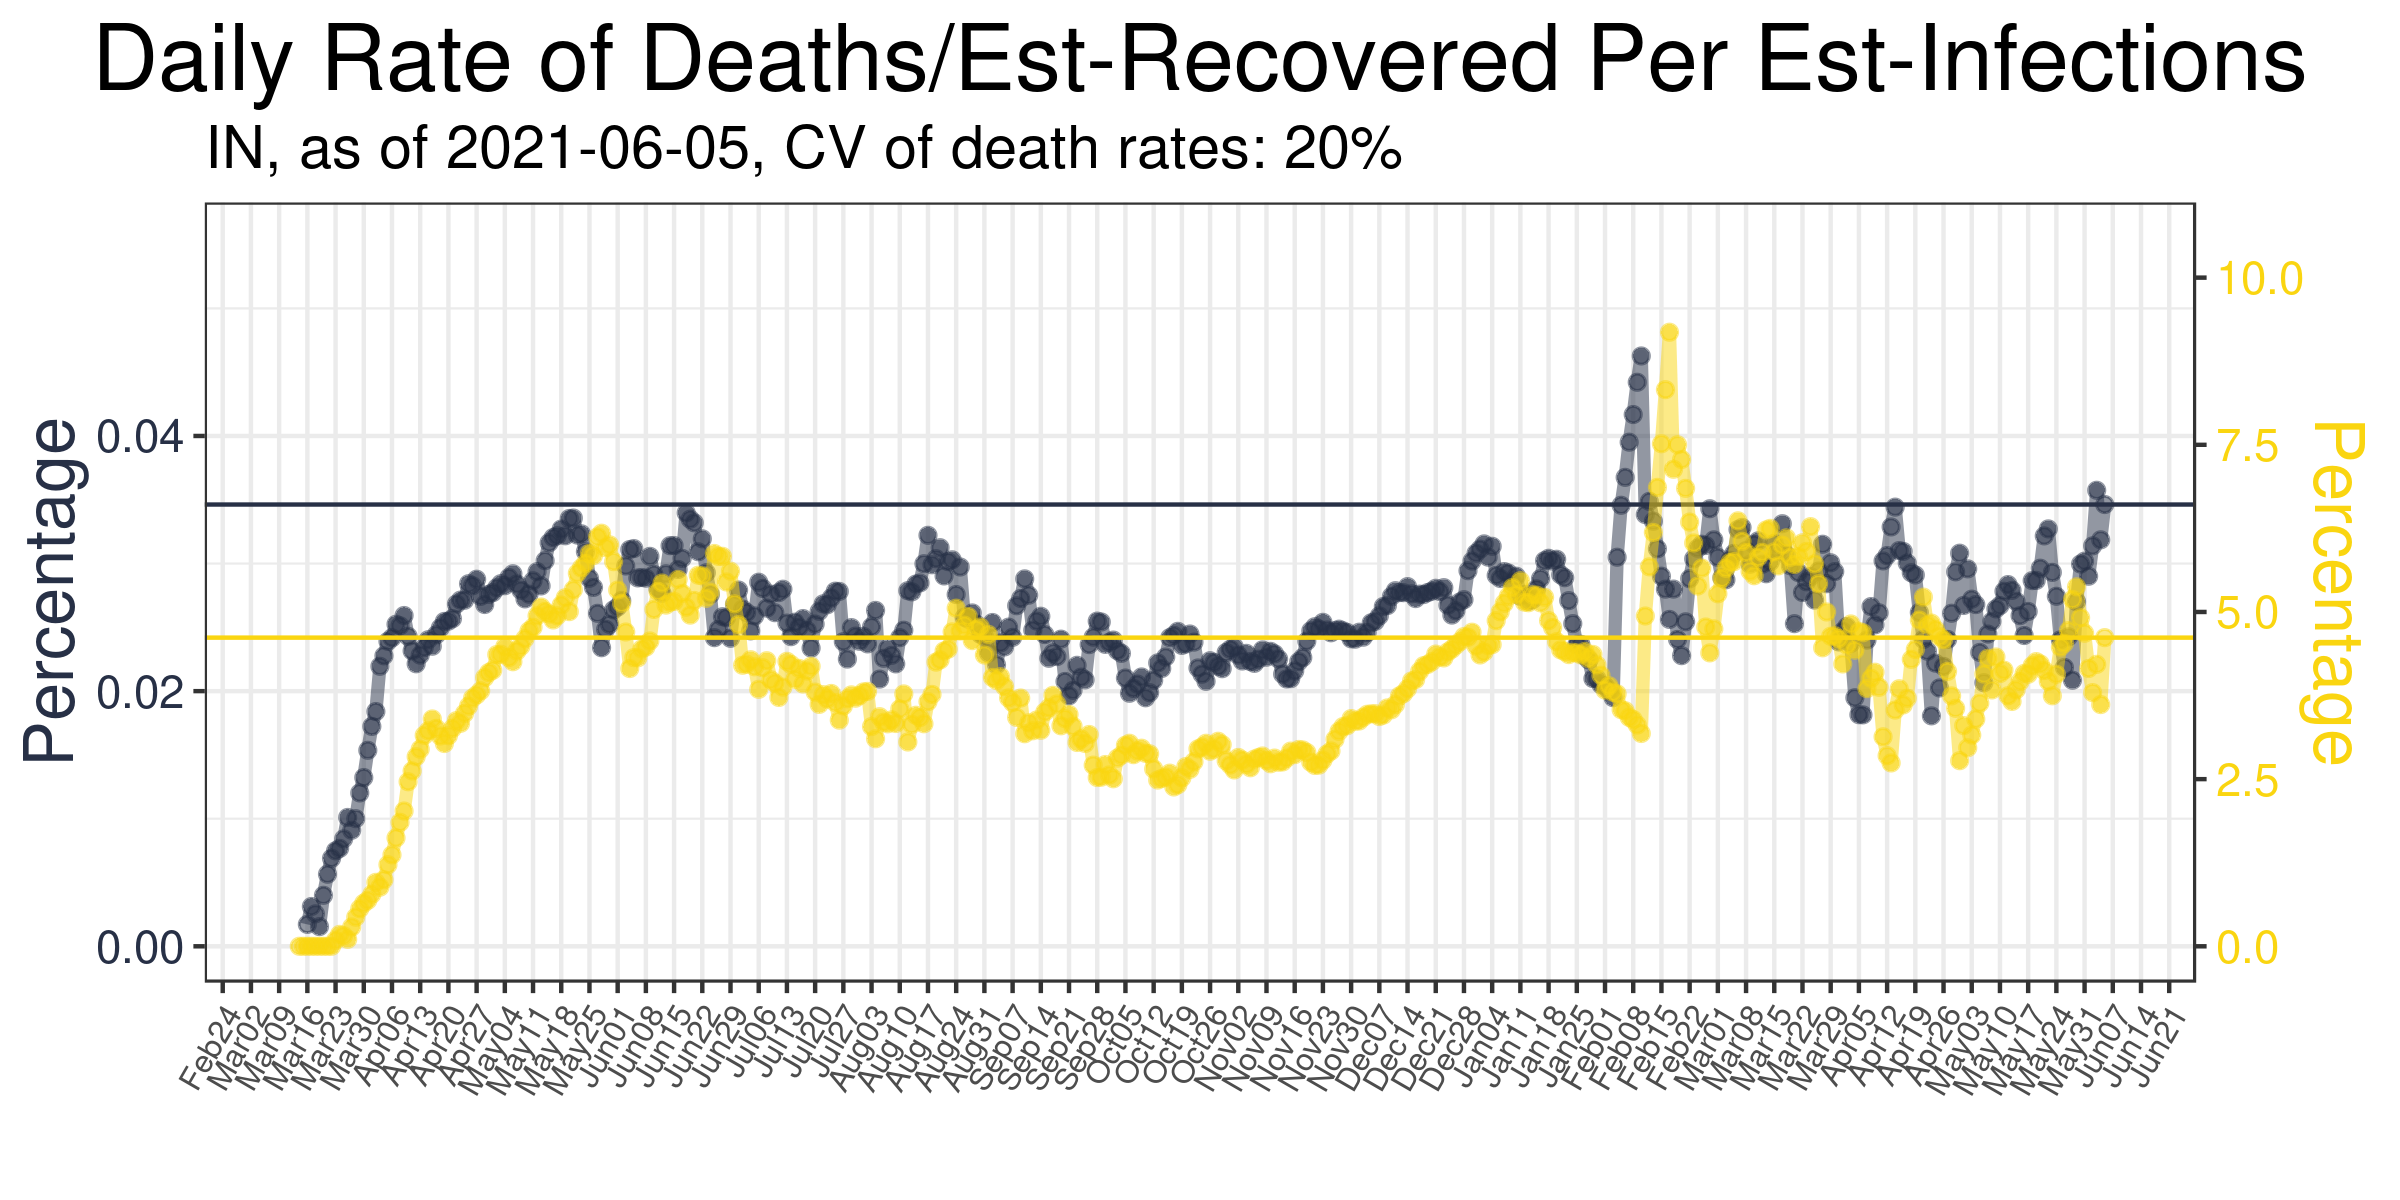 Daily Rate of Deaths/Est-Recovered Per Est-Infections
IN, as of 2021-06-05, CV of death rates: 20%
Percentage
0.04
0.02
0.00
10.0
7.5
5.0
2.5
0.0
Percentage
Feb24
Mar02
Mar09
Mar16
Mar23
Mar30
Apr06
Apr13
Apr20
Apr27
May04
May11
May18
May25
Jun01
Jun08
Jun15
Jun22
Jun29
Jul06
Jul13
Jul20
Jul27
Aug03
Aug10
Aug17
Aug24
Aug31
Sep07
Sep14
Sep21
Sep28
Oct05
Oct12
Oct19
Oct26
Nov02
Nov09
Nov16
Nov23
Nov30
Dec07
Dec14
Dec21
Dec28
Jan04
Jan11
Jan18
Jan25
Feb01
Feb08
Feb15
Feb22
Mar01
Mar08
Mar15
Mar22
Mar29
Apr05
Apr12
Apr19
Apr26
May03
May10
May17
May24
May31
Jun07
Jun14
Jun21